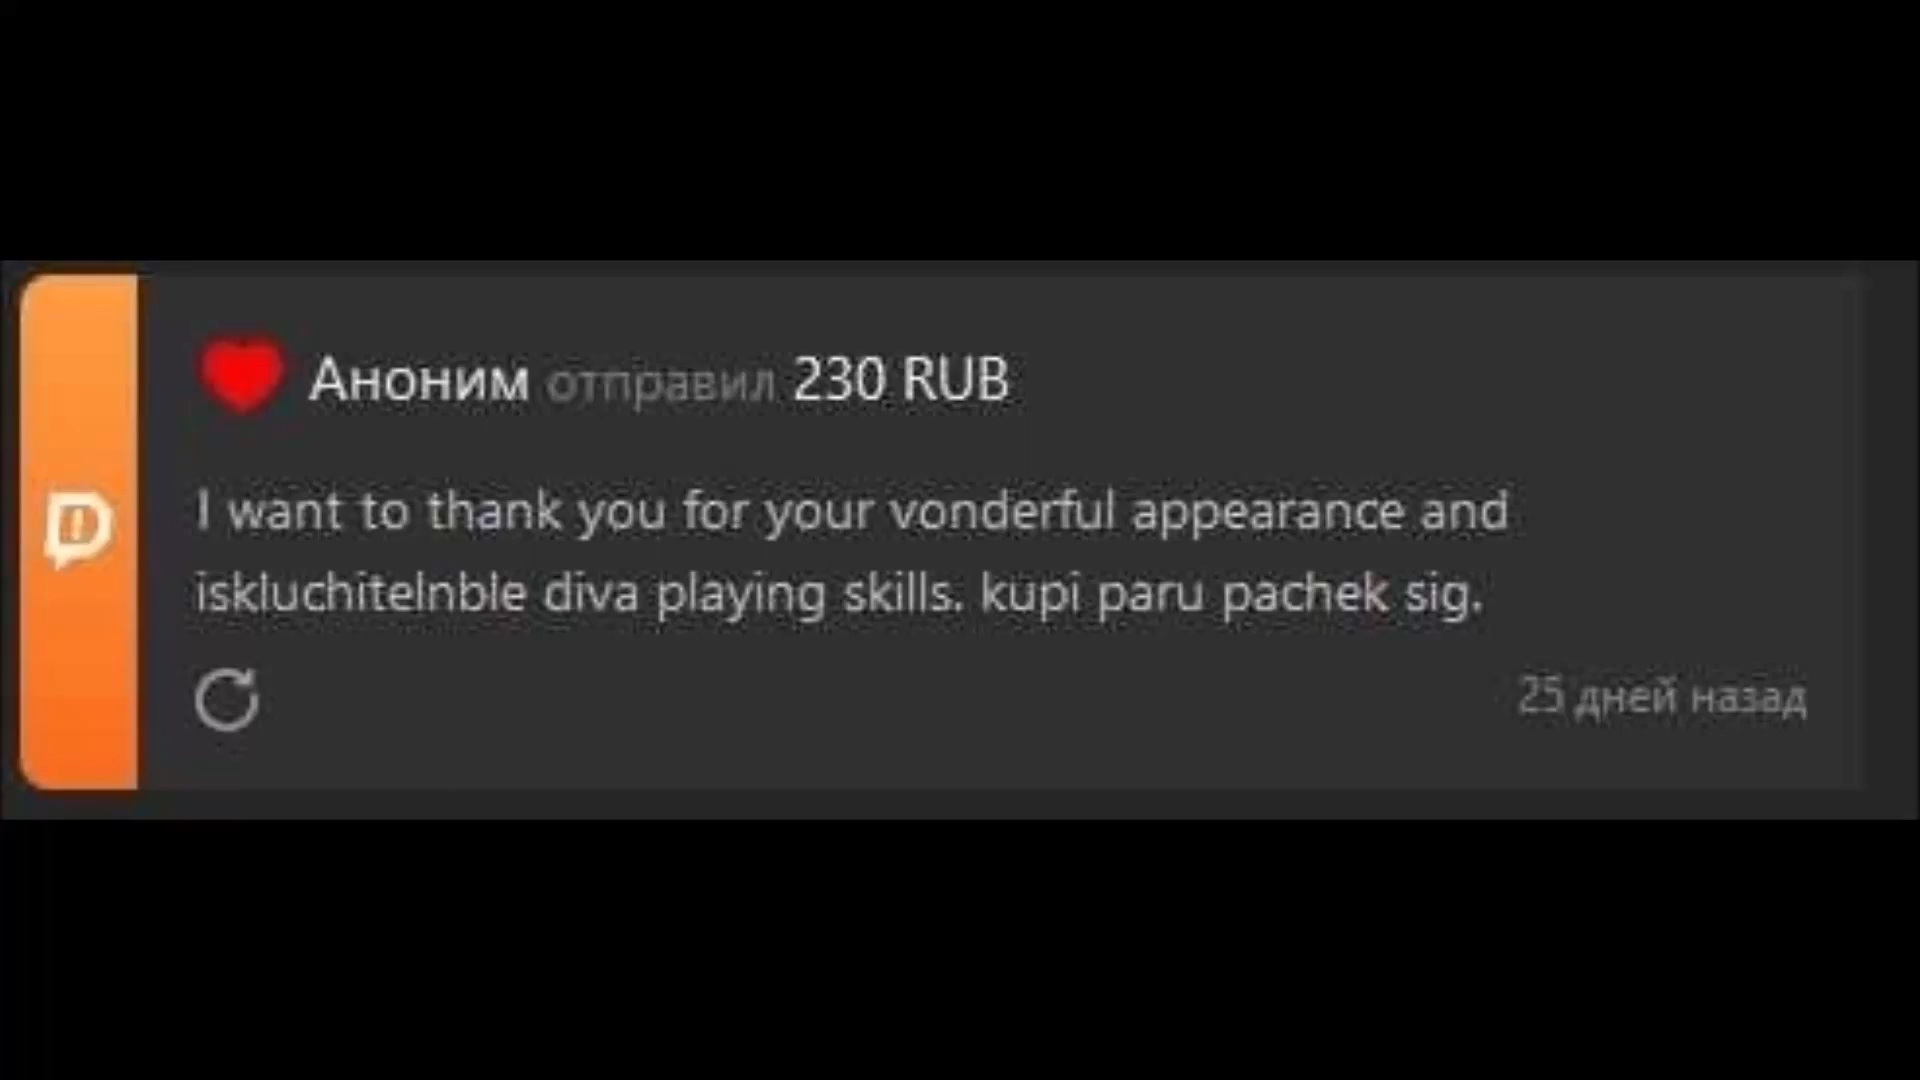 Аноним отправил 230 RUB
I want to thank you for your vonderful appearance and
iskluchitelnble diva playing skills. kupi paru pachek sig.
25 дней назад